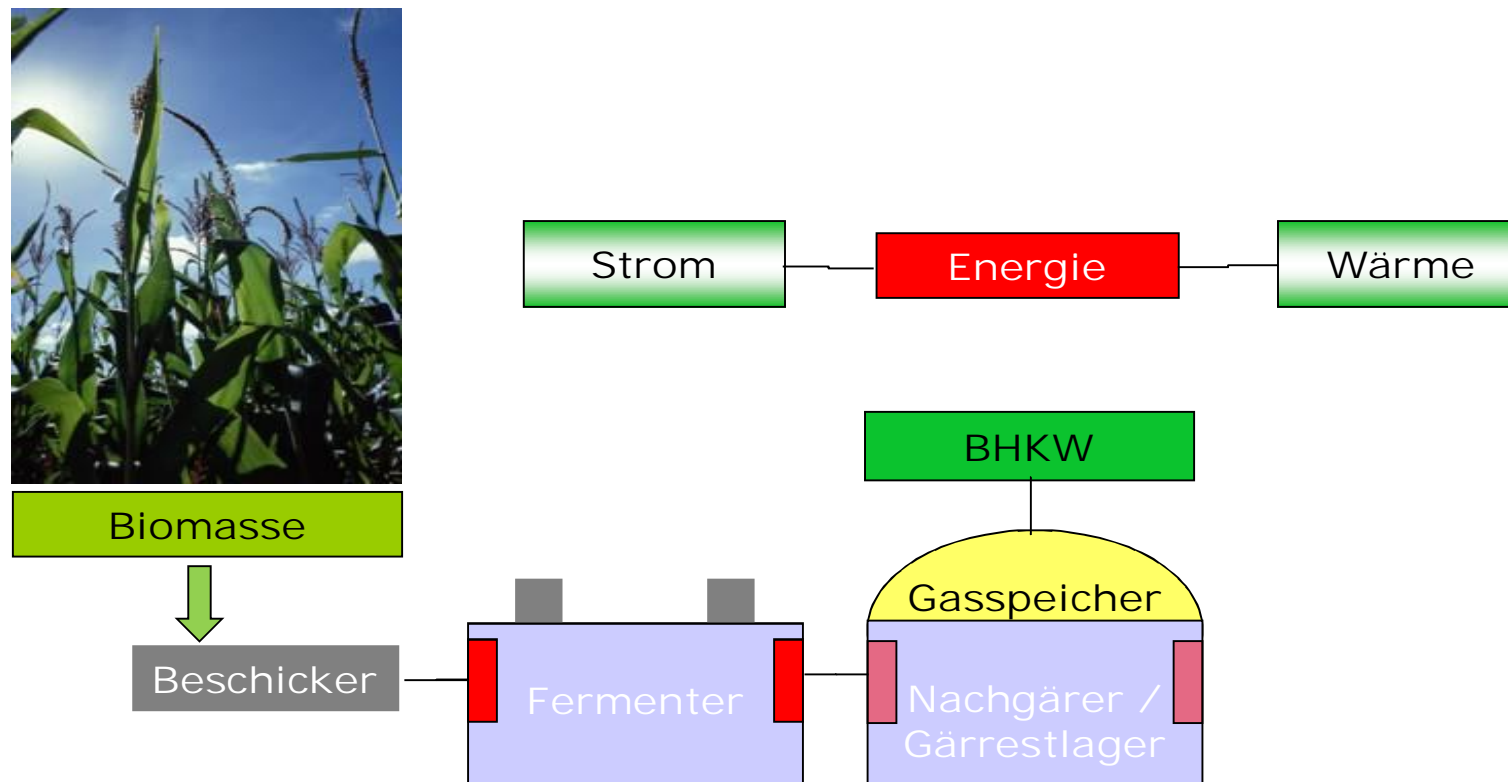 Strom
Energie
Wärme
BHKW
Biomasse
Gasspeicher
Beschicker
Fermenter
Nachgärer /
Gärrestlager